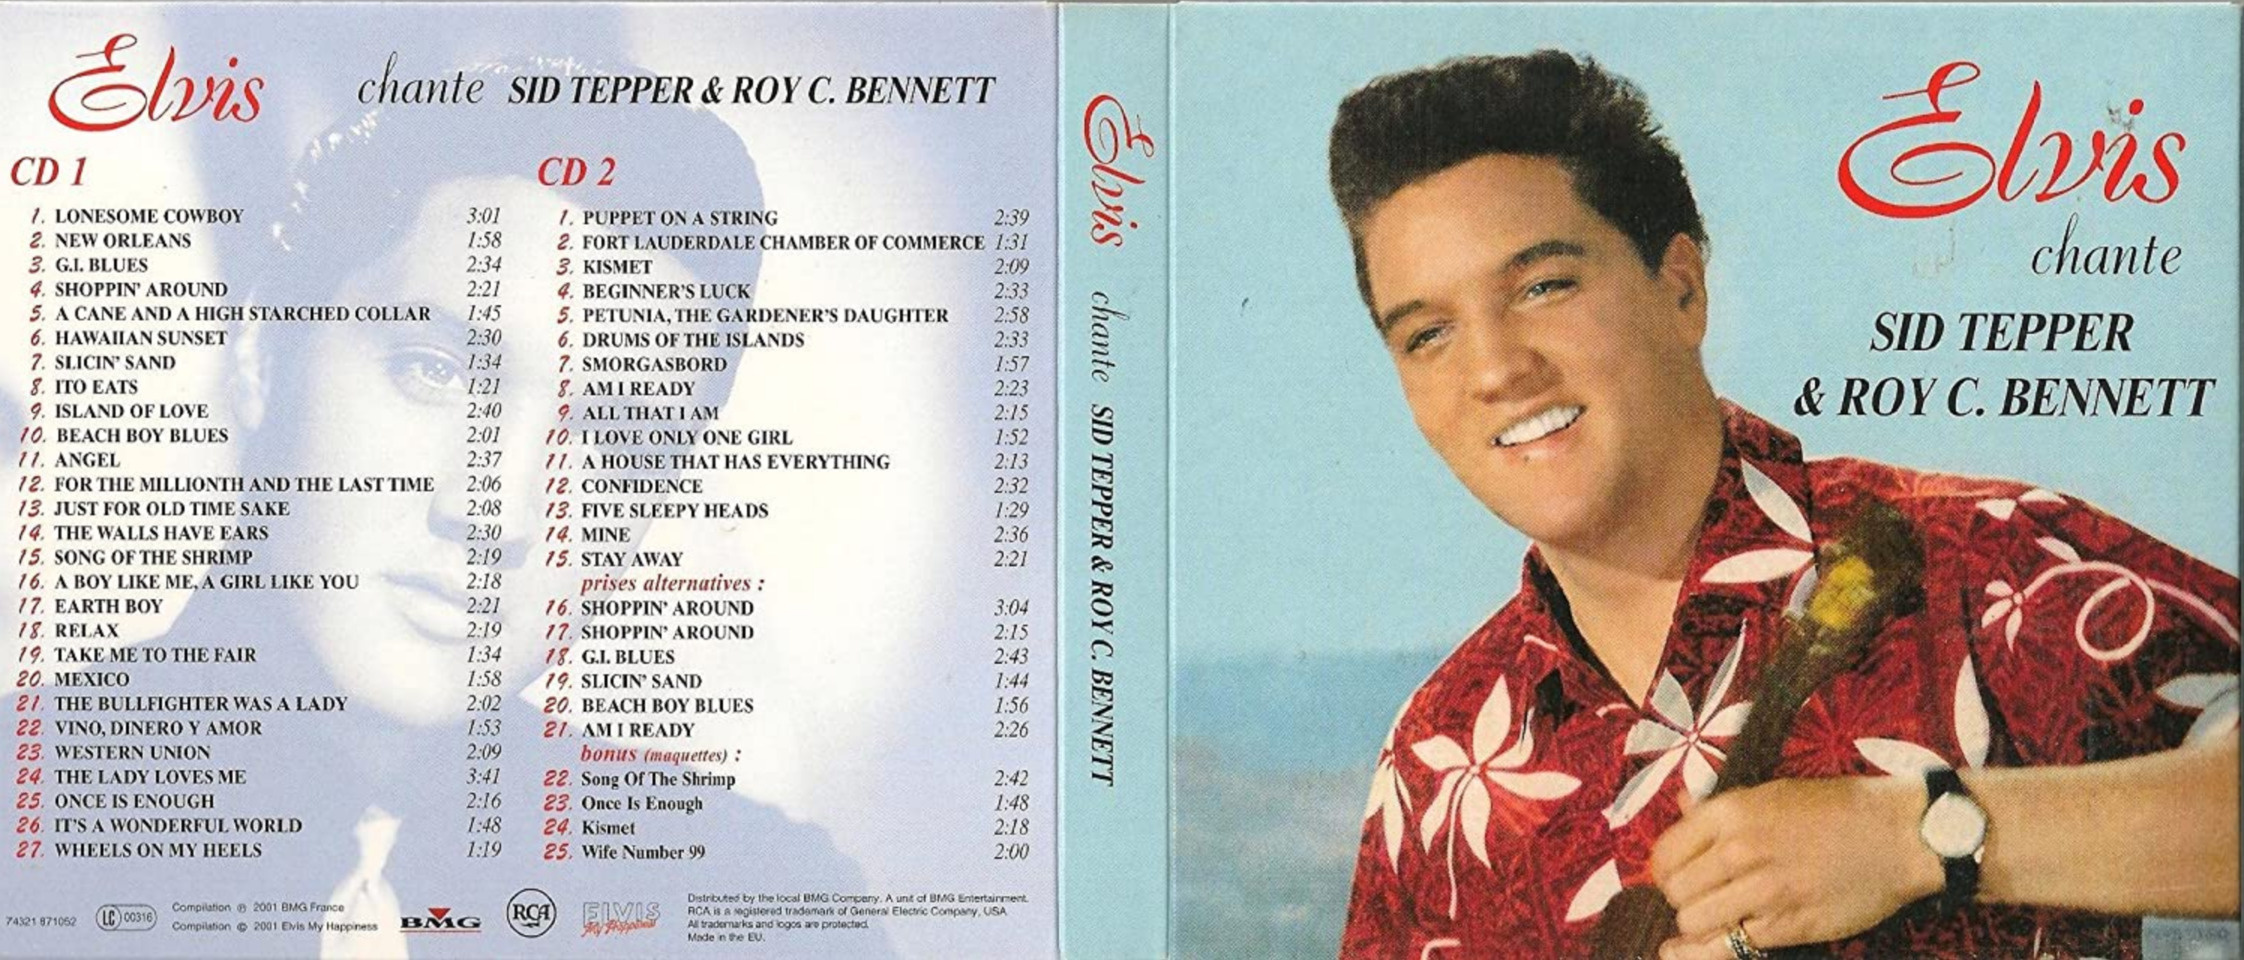 Elvis chante SID TEPPER & ROY C. BENNETT
CD 1
1. LONESOME COWBOY 3:01
2. NEW ORLEANS 1:58
3. G.I. BLUES 2:34
4. SHOPPIN' AROUND 2:21
5. A CANE AND A HIGH STARCHED COLLAR 1:45
6. HAWAIIAN SUNSET 2:30
7. SLICIN' SAND 1:34
8. ITO EATS 1:21
9. ISLAND OF LOVE 2:40
10. BEACH BOY BLUES 2:01
11. ANGEL 2:37
12. FOR THE MILLIONTH AND THE LAST TIME 2:06
13. JUST FOR OLD TIME SAKE 2:08
14. THE WALLS HAVE EARS 2:30
15. SONG OF THE SHRIMP 2:19
16. A BOY LIKE ME, A GIRL LIKE YOU 2:18
17. EARTH BOY 2:21
18. RELAX 2:19
19. TAKE ME TO THE FAIR 1:34
20. MEXICO 1:58
21. THE BULLFIGHTER WAS A LADY 2:02
22. VINO, DINERO Y AMOR 1:53
23. WESTERN UNION 2:09
24. THE LADY LOVES ME 3:41
25. ONCE IS ENOUGH 2:16
26. IT'S A WONDERFUL WORLD 1:48
27. WHEELS ON MY HEELS 1:19
CD 2
1. PUPPET ON A STRING 2:39
2. FORT LAUDERDALE CHAMBER OF COMMERCE 1:31
3. KISMET 2:09
4. BEGINNER'S LUCK 2:33
5. PETUNIA, THE GARDENER'S DAUGHTER 2:58
6. DRUMS OF THE ISLANDS 2:33
7. SMORGASBORD 1:57
8. AM I READY 2:23
9. ALL THAT I AM 2:15
10. I LOVE ONLY ONE GIRL 1:52
11. A HOUSE THAT HAS EVERYTHING 2:13
12. CONFIDENCE 2:32
13. FIVE SLEEPY HEADS 1:29
14. MINE 2:36
15. STAY AWAY 2:21
prises alternatives :
16. SHOPPIN' AROUND 3:04
17. SHOPPIN' AROUND 2:15
18. G.I. BLUES 2:43
19. SLICIN' SAND 1:44
20. BEACH BOY BLUES 1:56
21. AM I READY 2:26
bonus (maquettes) :
22. Song Of The Shrimp 2:42
23. Once Is Enough 1:48
24. Kismet 2:18
25. Wife Number 99 2:00
74321 871052
LC 00316
Compilation ℗ 2001 BMG France
Compilation © 2001 Elvis My Happiness
BMG
RCA
ELVIS
My Happiness
Distributed by the local BMG Company. A unit of BMG Entertainment.
RCA is a registered trademark of General Electric Company, USA
All trademarks and logos are protected.
Made in the EU.
Elvis chante SID TEPPER & ROY C. BENNETT
Elvis
chante
SID TEPPER
& ROY C. BENNETT